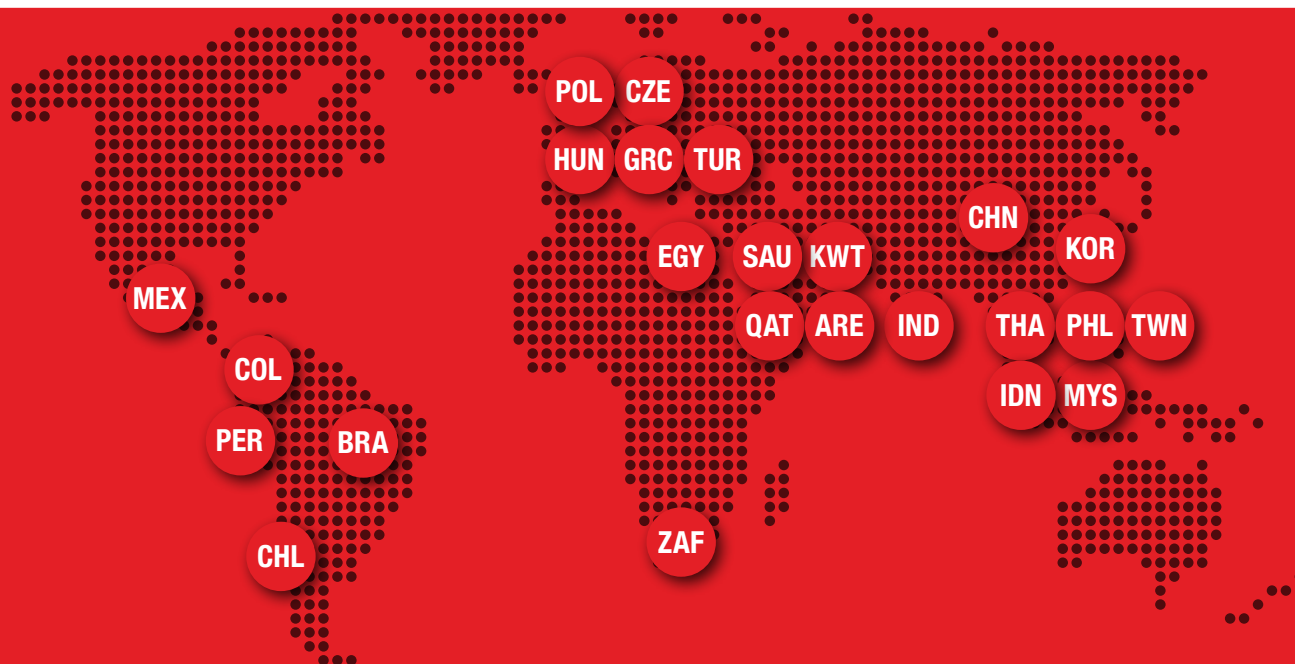 POL CZE
HUN GRC TUR
CHN
EGY SAU KWT KOR
MEX
QAT ARE IND THA PHL TWN
COL
IDN MYS
PER BRA
ZAF
CHL